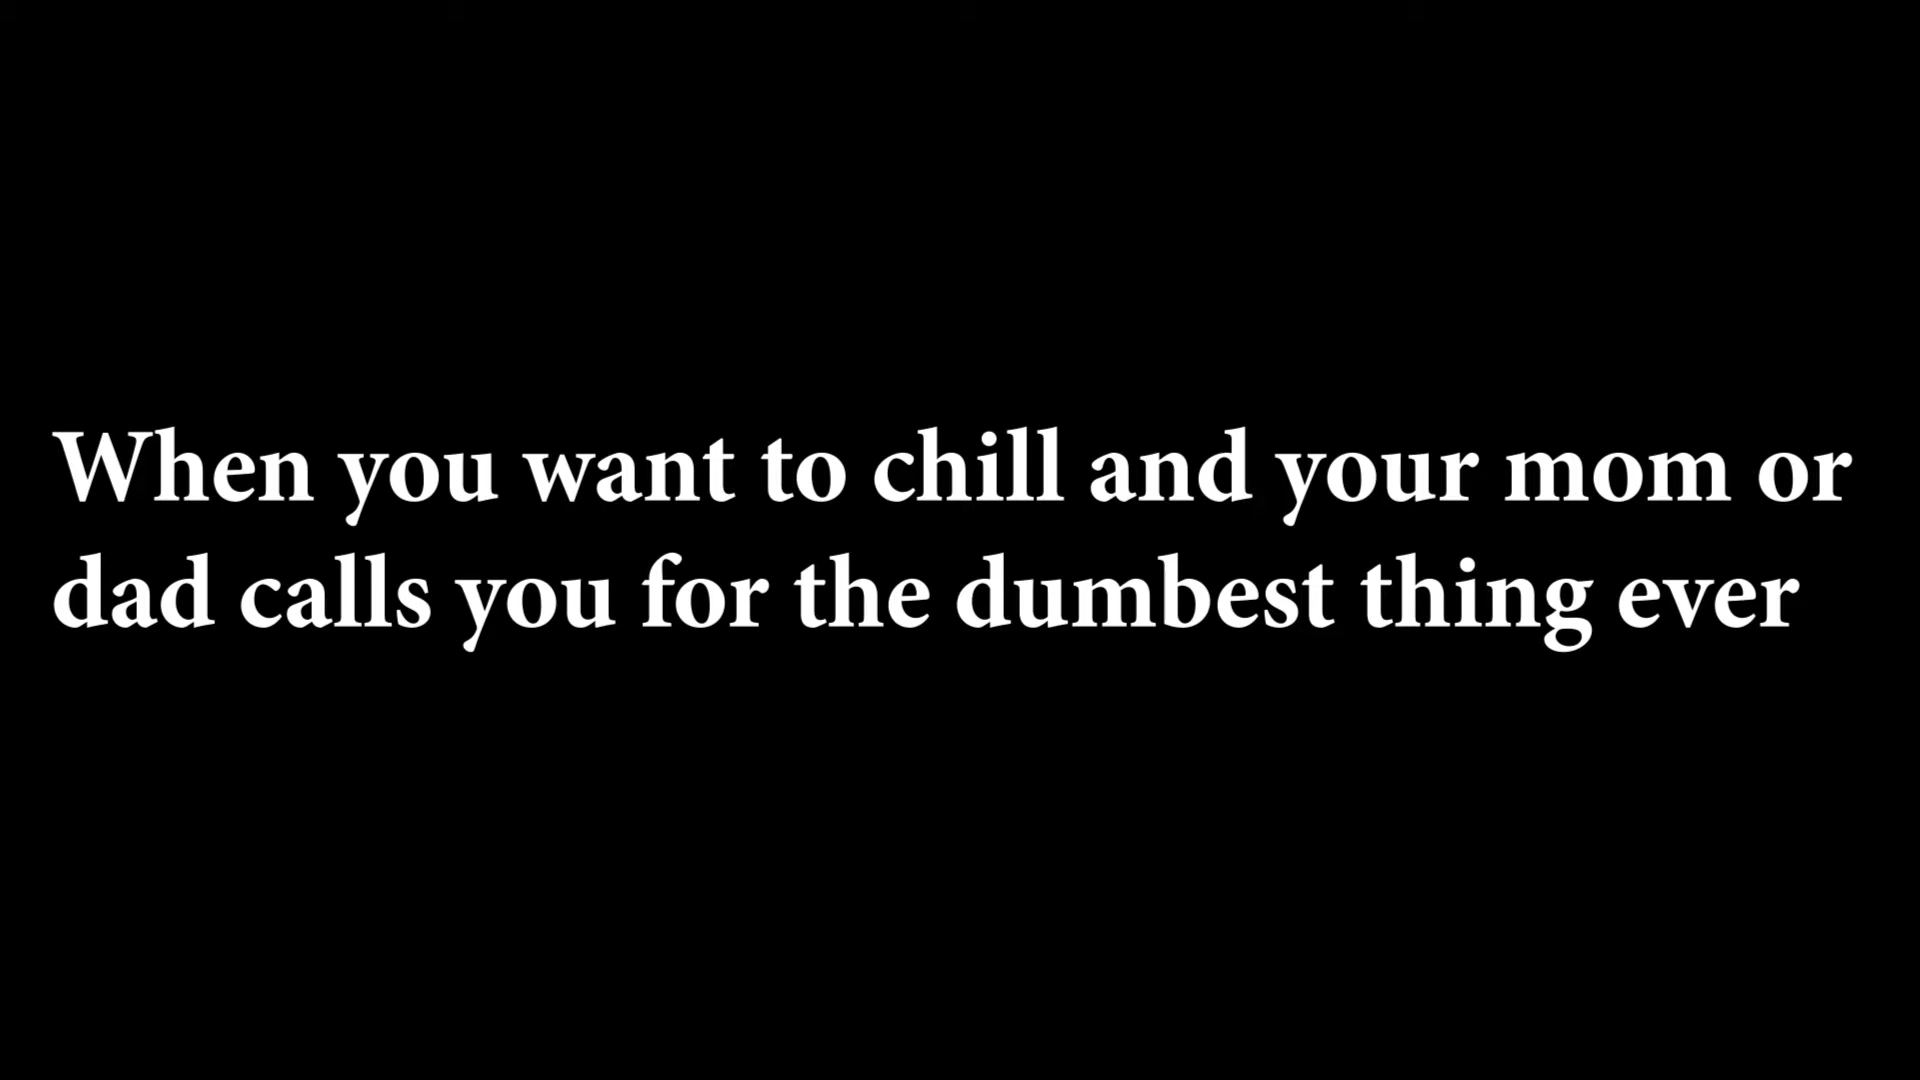 When you want to chill and your mom or
dad calls you for the dumbest thing ever